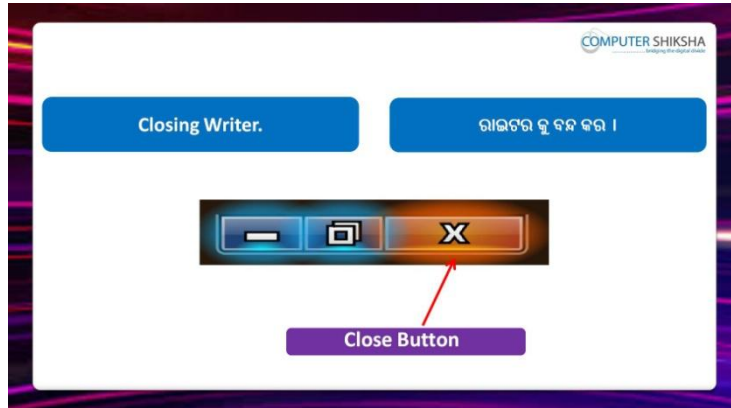 COMPUTER SHIKSHA
bridging the digital divide
Closing Writer.
ରାଇଟର କୁ ବନ୍ଦ କର ।
X
Close Button